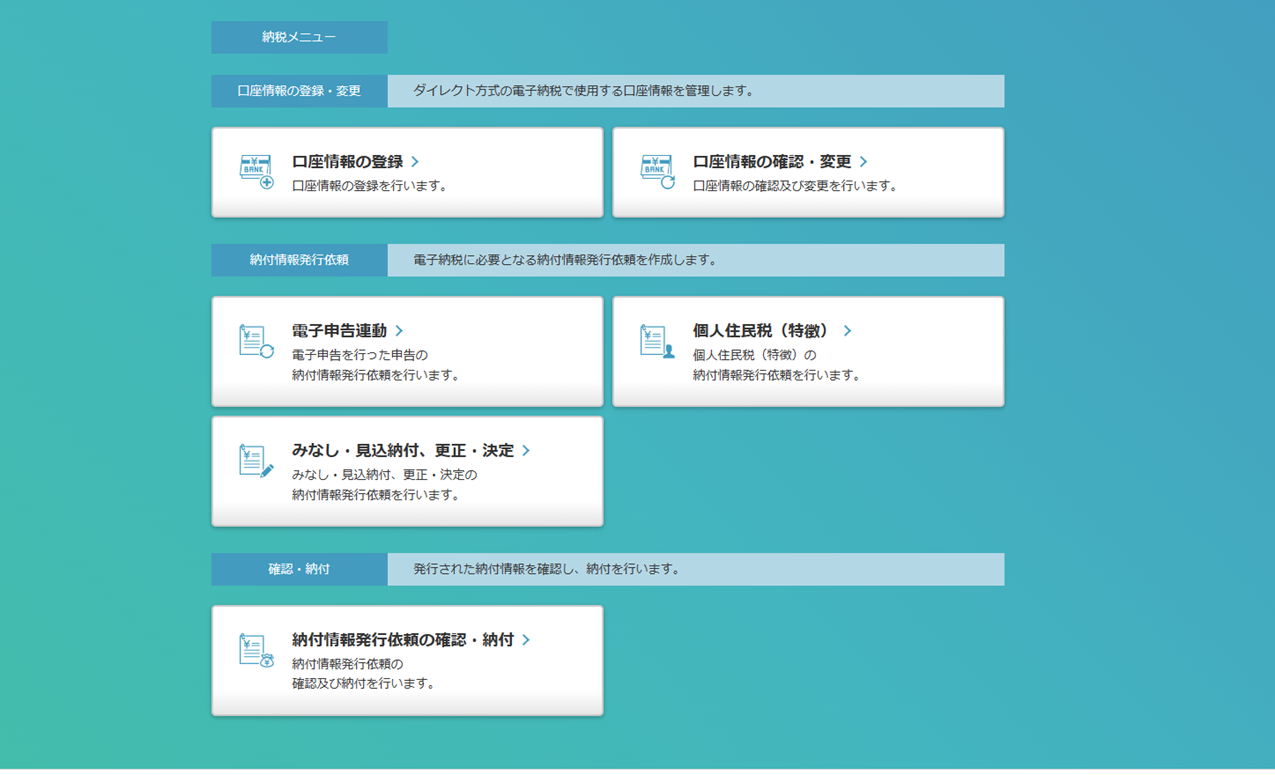 納税メニュー
口座情報の登録・変更
ダイレクト方式の電子納税で使用する口座情報を管理します。
¥
BANK
口座情報の登録
口座情報の登録を行います。
¥
BANK
口座情報の確認・変更
口座情報の確認及び変更を行います。
納付情報発行依頼
電子納税に必要となる納付情報発行依頼を作成します。
¥
電子申告連動
電子申告を行った申告の
納付情報発行依頼を行います。
¥
個人住民税（特徴）
個人住民税（特徴）の
納付情報発行依頼を行います。
¥
みなし・見込納付、更正・決定
みなし・見込納付、更正・決定の
納付情報発行依頼を行います。
確認・納付
発行された納付情報を確認し、納付を行います。
¥
¥
納付情報発行依頼の確認・納付
納付情報発行依頼の
確認及び納付を行います。